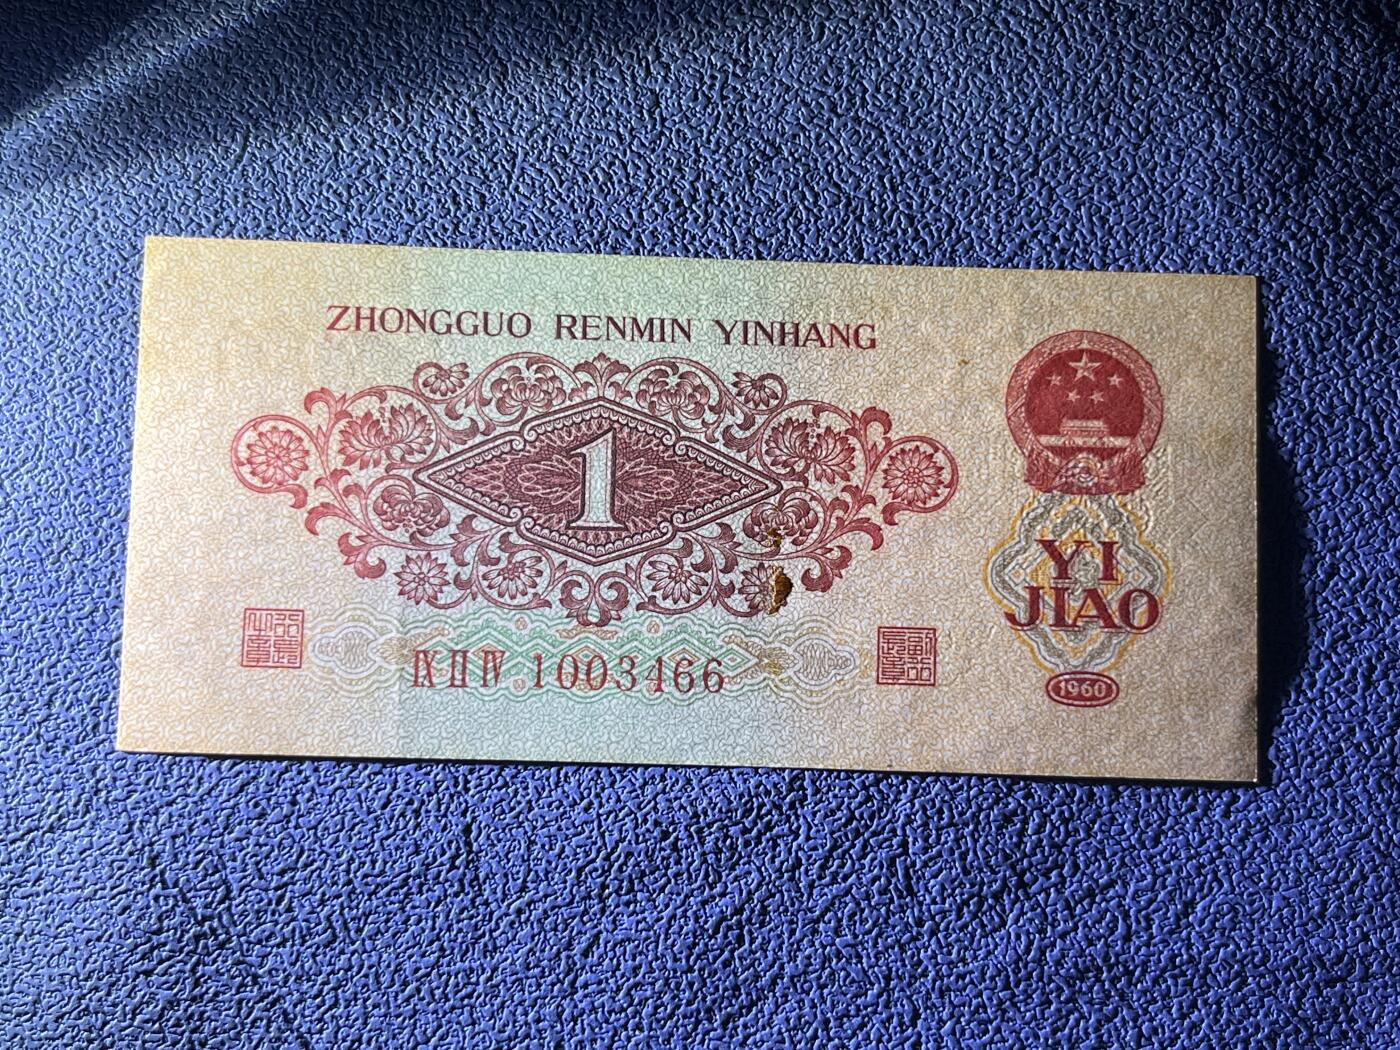 ZHONGGUO RENMIN YINHANG
1
YI
JIAO
ⅨⅡⅣ 1003466
1960